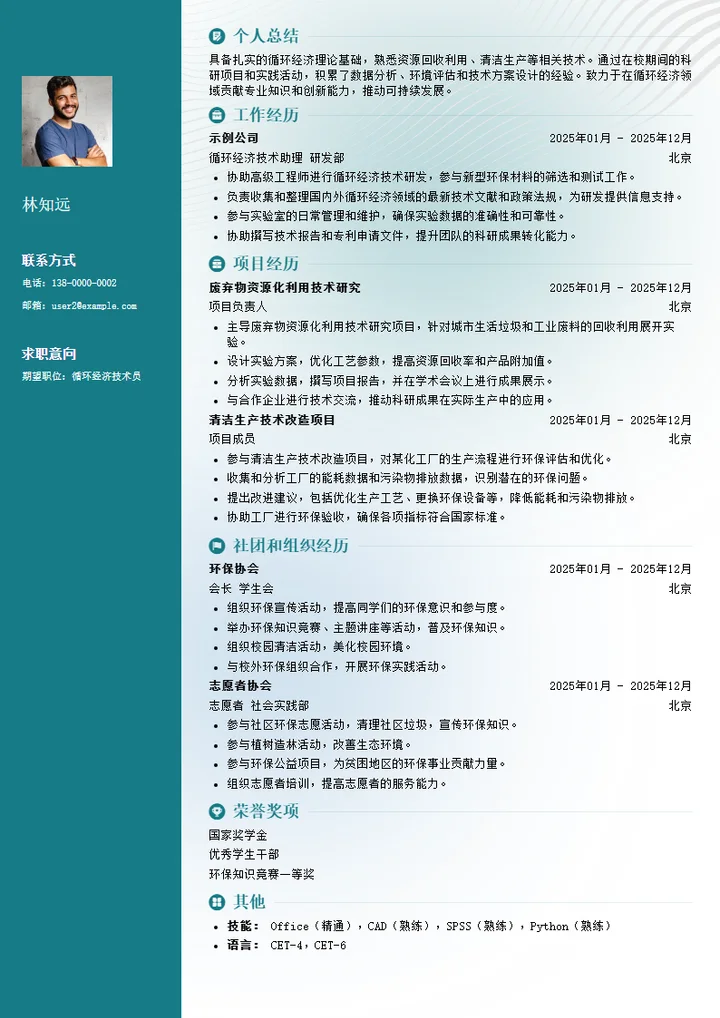 林知远
联系方式
电话：138-0000-0002
邮箱：user2@example.com
求职意向
期望职位：循环经济技术员
个人总结
具备扎实的循环经济理论基础，熟悉资源回收利用、清洁生产等相关技术。通过在校期间的科
研项目和实践活动，积累了数据分析、环境评估和技术方案设计的经验。致力于在循环经济领
域贡献专业知识和创新能力，推动可持续发展。
工作经历
示例公司 2025年01月 - 2025年12月
循环经济技术助理 研发部 北京
• 协助高级工程师进行循环经济技术研发，参与新型环保材料的筛选和测试工作。
• 负责收集和整理国内外循环经济领域的最新技术文献和政策法规，为研发提供信息支持。
• 参与实验室的日常管理和维护，确保实验数据的准确性和可靠性。
• 协助撰写技术报告和专利申请文件，提升团队的科研成果转化能力。
项目经历
废弃物资源化利用技术研究 2025年01月 - 2025年12月
项目负责人 北京
• 主导废弃物资源化利用技术研究项目，针对城市生活垃圾和工业废料的回收利用展开实
验。
• 设计实验方案，优化工艺参数，提高资源回收率和产品附加值。
• 分析实验数据，撰写项目报告，并在学术会议上进行成果展示。
• 与合作企业进行技术交流，推动科研成果在实际生产中的应用。
清洁生产技术改造项目 2025年01月 - 2025年12月
项目成员 北京
• 参与清洁生产技术改造项目，对某化工厂的生产流程进行环保评估和优化。
• 收集和分析工厂的能耗数据和污染物排放数据，识别潜在的环保问题。
• 提出改进建议，包括优化生产工艺、更换环保设备等，降低能耗和污染物排放。
• 协助工厂进行环保验收，确保各项指标符合国家标准。
社团和组织经历
环保协会 2025年01月 - 2025年12月
会长 学生会 北京
• 组织环保宣传活动，提高同学们的环保意识和参与度。
• 举办环保知识竞赛、主题讲座等活动，普及环保知识。
• 组织校园清洁活动，美化校园环境。
• 与校外环保组织合作，开展环保实践活动。
志愿者协会 2025年01月 - 2025年12月
志愿者 社会实践部 北京
• 参与社区环保志愿活动，清理社区垃圾，宣传环保知识。
• 参与植树造林活动，改善生态环境。
• 参与环保公益项目，为贫困地区的环保事业贡献力量。
• 组织志愿者培训，提高志愿者的服务能力。
荣誉奖项
国家奖学金
优秀学生干部
环保知识竞赛一等奖
其他
• 技能： Office（精通），CAD（熟练），SPSS（熟练），Python（熟练）
• 语言： CET-4，CET-6